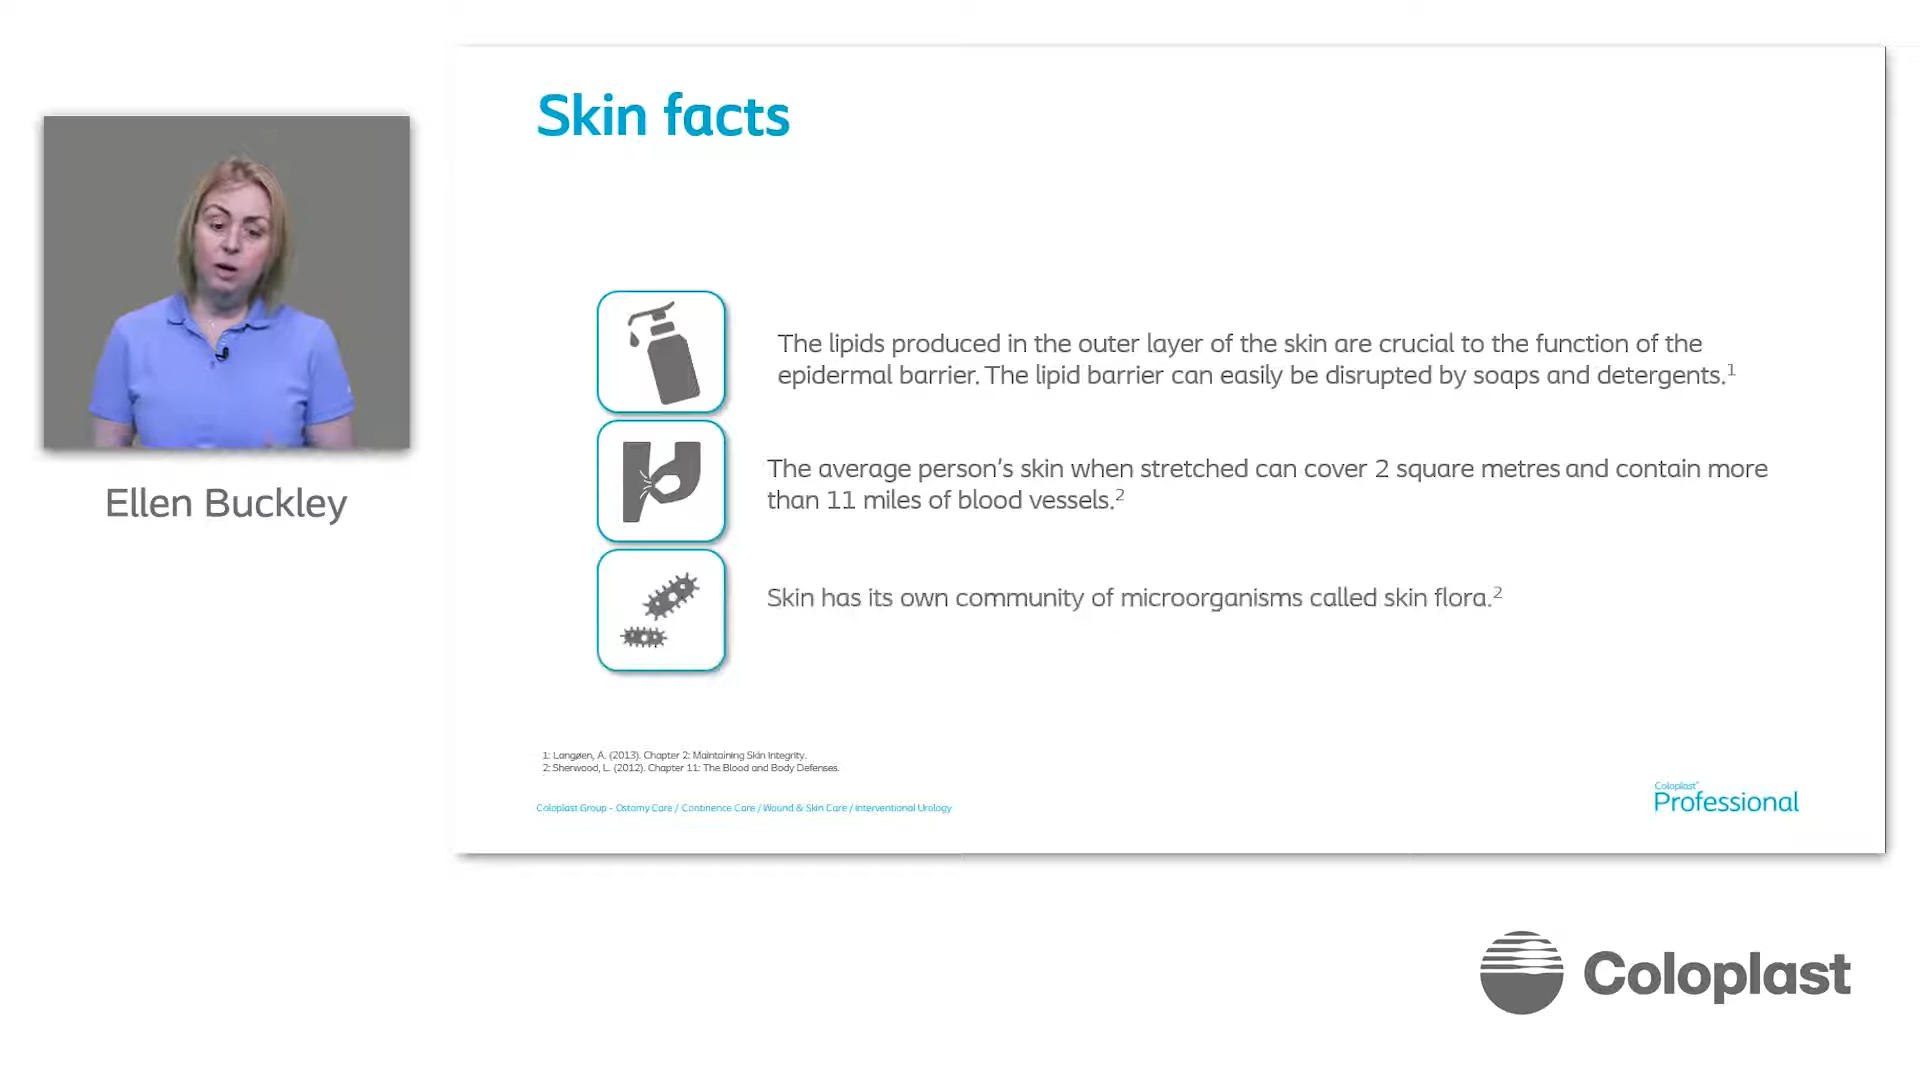 Skin facts
Ellen Buckley
The lipids produced in the outer layer of the skin are crucial to the function of the
epidermal barrier. The lipid barrier can easily be disrupted by soaps and detergents.1
The average person's skin when stretched can cover 2 square metres and contain more
than 11 miles of blood vessels.2
Skin has its own community of microorganisms called skin flora.2
1: Langøen, A. (2013). Chapter 2: Maintaining Skin Integrity.
2: Sherwood, L. (2012). Chapter 11: The Blood and Body Defenses.
Coloplast Group - Ostomy Care / Continence Care / Wound & Skin Care / Interventional Urology
Coloplast®
Professional
Coloplast